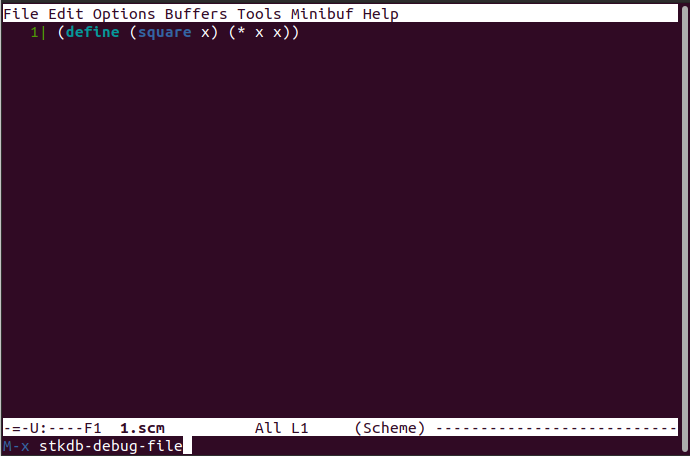 File Edit Options Buffers Tools Minibuf Help
1| (define (square x) (* x x))
-=-U:----F1  1.scm          All L1     (Scheme) ---------------------------
M-x stkdb-debug-file